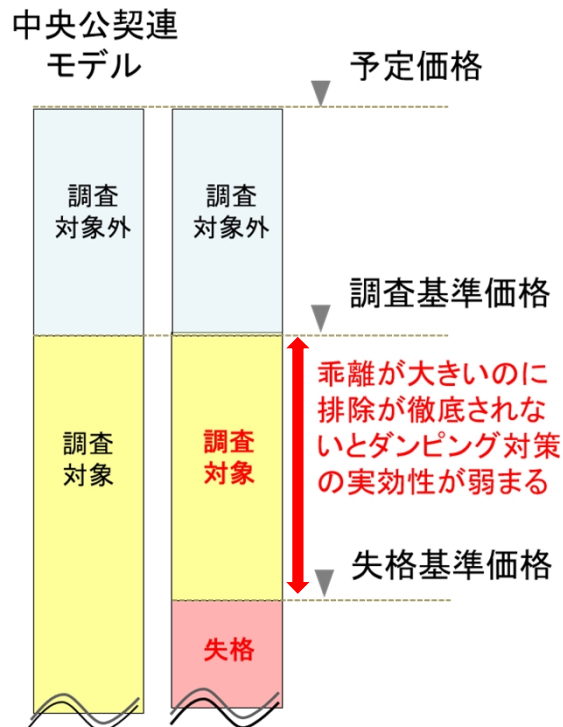 中央公契連
モデル
予定価格
調査
対象外
調査
対象外
調査基準価格
乖離が大きいのに
排除が徹底されな
いとダンピング対策
の実効性が弱まる
調査
対象
調査
対象
失格基準価格
失格